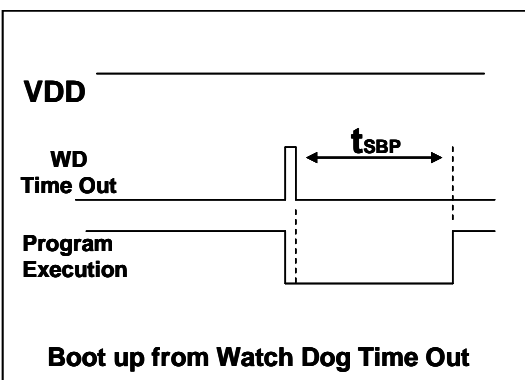 VDD
tSBP
WD
Time Out
Program
Execution
Boot up from Watch Dog Time Out